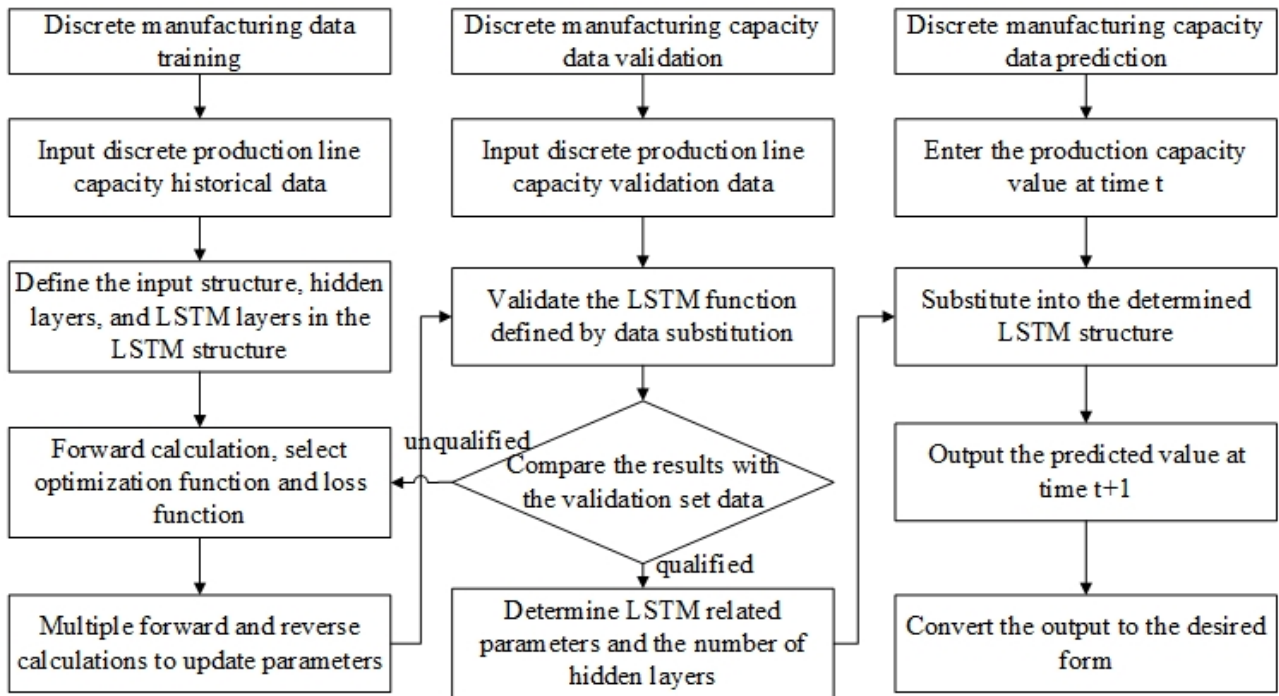 Discrete manufacturing data
training
Input discrete production line
capacity historical data
Define the input structure, hidden
layers, and LSTM layers in the
LSTM structure
Forward calculation, select
optimization function and loss
function
Multiple forward and reverse
calculations to update parameters
Discrete manufacturing capacity
data validation
Input discrete production line
capacity validation data
Validate the LSTM function
defined by data substitution
unqualified
Compare the results with
the validation set data
qualified
Determine LSTM related
parameters and the number of
hidden layers
Discrete manufacturing capacity
data prediction
Enter the production capacity
value at time t
Substitute into the determined
LSTM structure
Output the predicted value at
time t+1
Convert the output to the desired
form